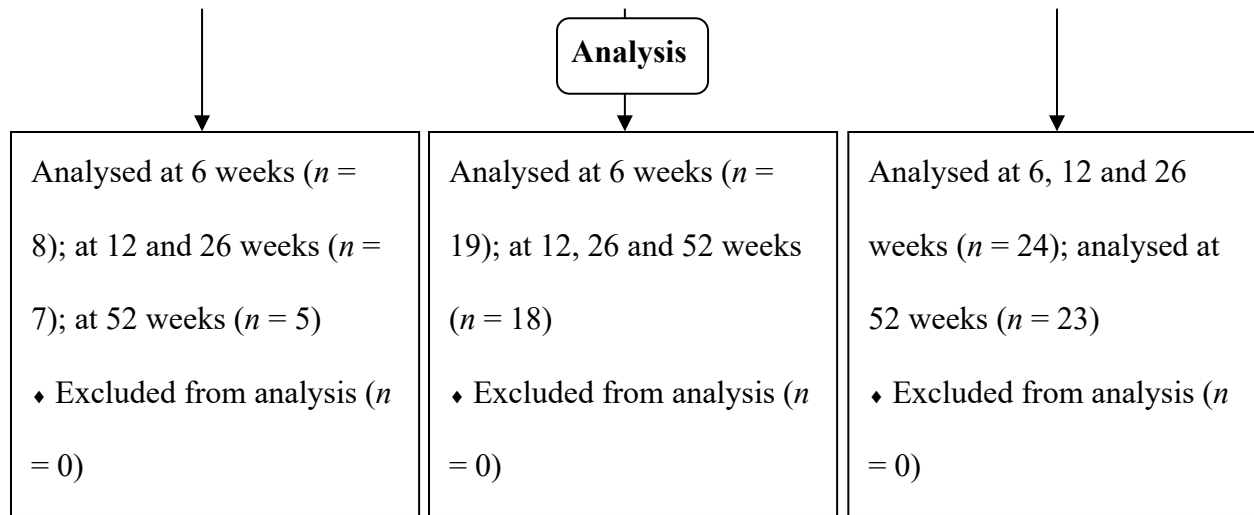 Analysis
Analysed at 6 weeks (n =
8); at 12 and 26 weeks (n =
7); at 52 weeks (n = 5)
♦ Excluded from analysis (n
= 0)
Analysed at 6 weeks (n =
19); at 12, 26 and 52 weeks
(n = 18)
♦ Excluded from analysis (n
= 0)
Analysed at 6, 12 and 26
weeks (n = 24); analysed at
52 weeks (n = 23)
♦ Excluded from analysis (n
= 0)